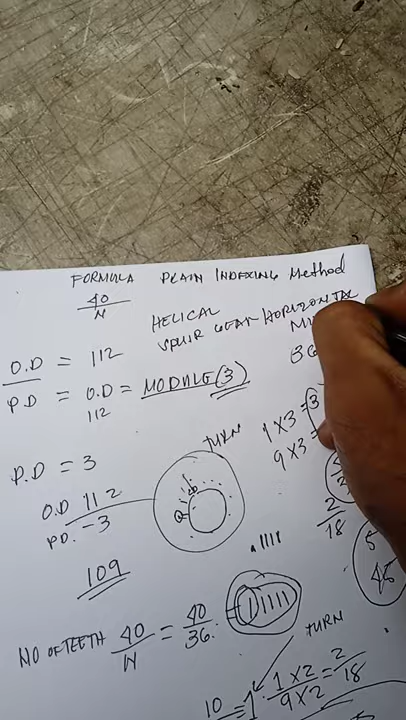 FORMULA PLAIN INDEXING Method
40
N
HELICAL
SPUR GEAR HORIZONTAL
O.D = 112
P.D = O.D = MODULE (3)
112
P.D = 3
TURN
1 X 3 = 3
9 X 3 =
O.D 112
P.D. - 3
2
18
109
NO OF TEETH 40 = 40
N 36
TURN
10 = 1 . 1 X 2 = 2
9 X 2 18